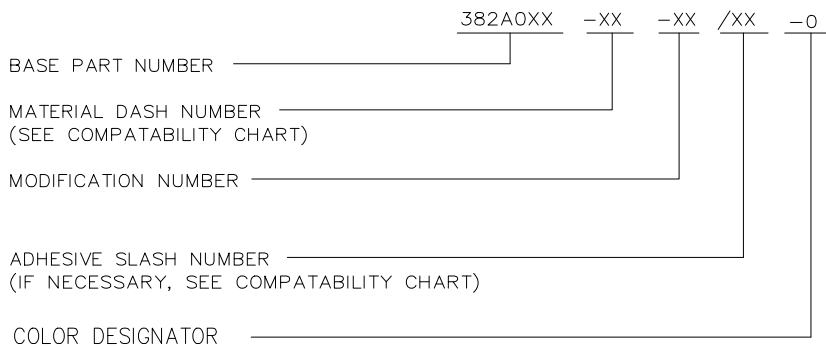 382A0XX -XX -XX /XX -0
BASE PART NUMBER
MATERIAL DASH NUMBER
(SEE COMPATABILITY CHART)
MODIFICATION NUMBER
ADHESIVE SLASH NUMBER
(IF NECESSARY, SEE COMPATABILITY CHART)
COLOR DESIGNATOR